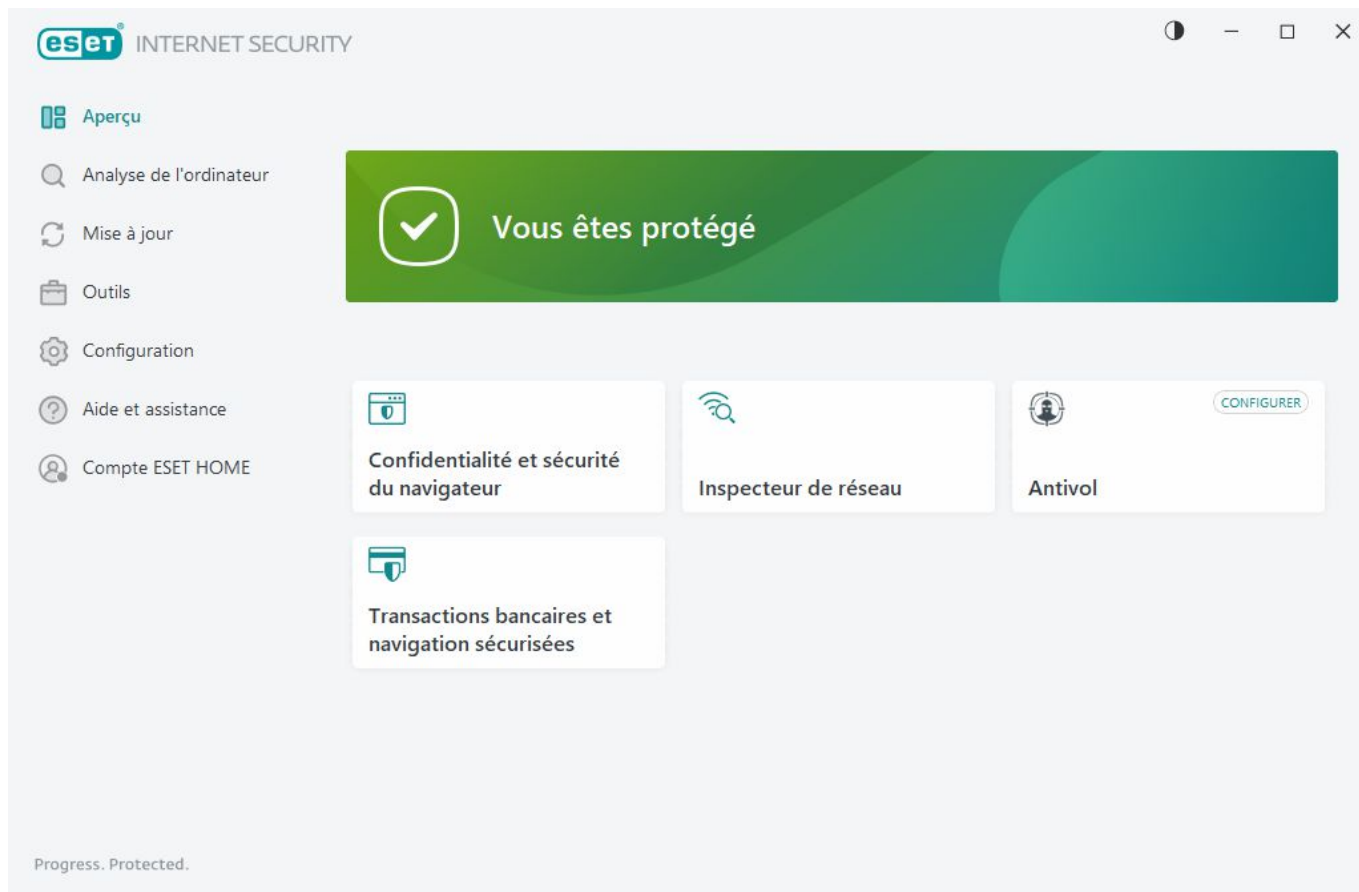 eset® INTERNET SECURITY
Aperçu
Analyse de l'ordinateur
Mise à jour
Outils
Configuration
Aide et assistance
Compte ESET HOME
Vous êtes protégé
Confidentialité et sécurité
du navigateur
Inspecteur de réseau
CONFIGURER
Antivol
Transactions bancaires et
navigation sécurisées
Progress. Protected.